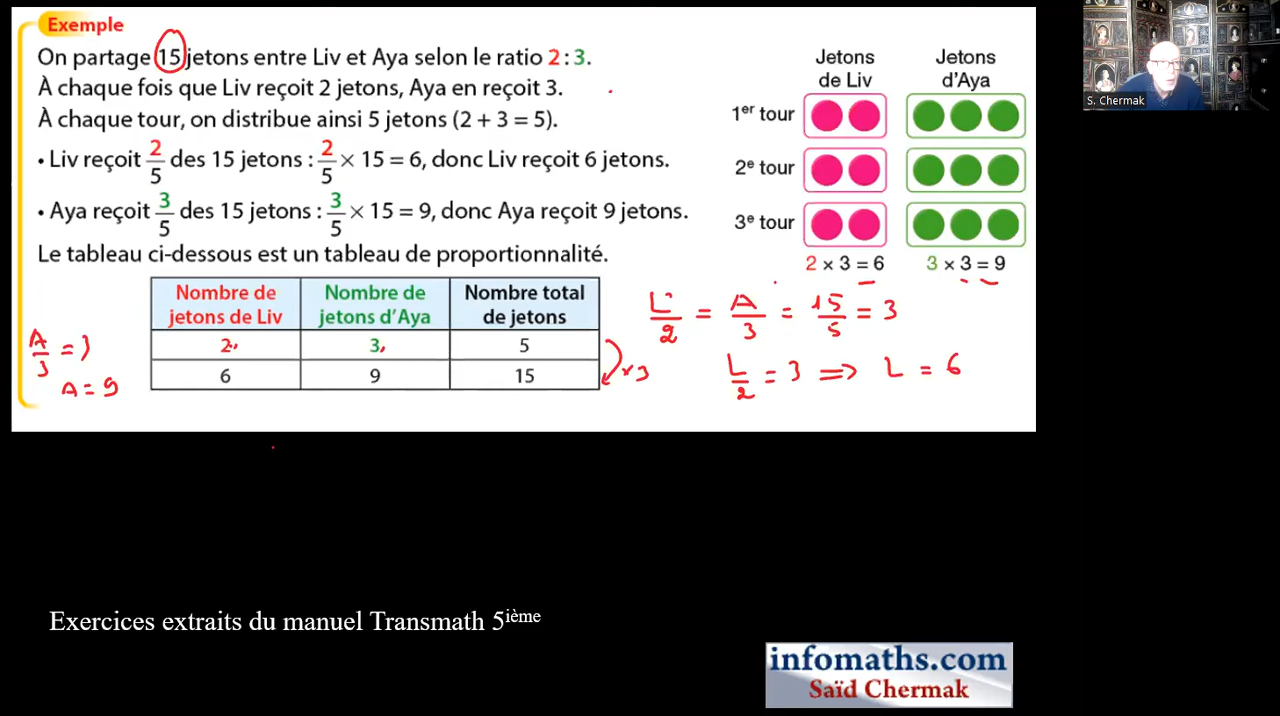 Exemple
On partage 15 jetons entre Liv et Aya selon le ratio 2 : 3.
À chaque fois que Liv reçoit 2 jetons, Aya en reçoit 3.
À chaque tour, on distribue ainsi 5 jetons (2 + 3 = 5).
• Liv reçoit 2/5 des 15 jetons : 2/5 × 15 = 6, donc Liv reçoit 6 jetons.
• Aya reçoit 3/5 des 15 jetons : 3/5 × 15 = 9, donc Aya reçoit 9 jetons.
Le tableau ci-dessous est un tableau de proportionnalité.
Nombre de jetons de Liv
Nombre de jetons d'Aya
Nombre total de jetons
2 3 5
6 9 15
×3
A/3 = 3
A = 9
Jetons de Liv
Jetons d'Aya
1er tour
2e tour
3e tour
2 × 3 = 6
3 × 3 = 9
L/2 = A/3 = 15/5 = 3
L/2 = 3 ⇒ L = 6
S. Chermak
Exercices extraits du manuel Transmath 5ième
infomaths.com
Saïd Chermak